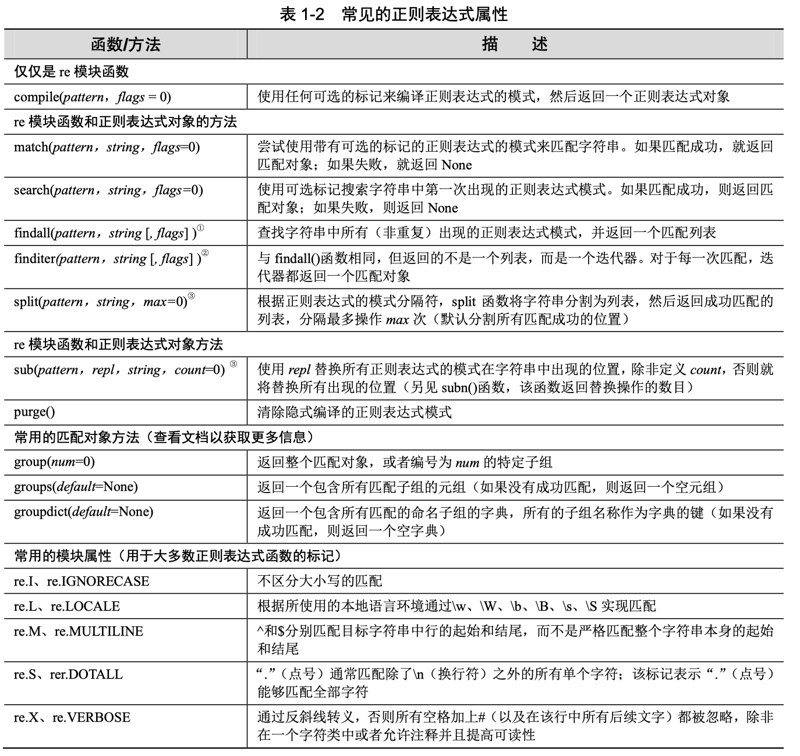 表 1-2 常见的正则表达式属性
函数/方法 描 述
仅仅是 re 模块函数
compile(pattern，flags = 0) 使用任何可选的标记来编译正则表达式的模式，然后返回一个正则表达式对象
re 模块函数和正则表达式对象的方法
match(pattern，string，flags=0) 尝试使用带有可选的标记的正则表达式的模式来匹配字符串。如果匹配成功，就返回
匹配对象；如果失败，就返回 None
search(pattern，string，flags=0) 使用可选标记搜索字符串中第一次出现的正则表达式模式。如果匹配成功，则返回匹
配对象；如果失败，则返回 None
findall(pattern，string [, flags] )① 查找字符串中所有（非重复）出现的正则表达式模式，并返回一个匹配列表
finditer(pattern，string [, flags] )② 与 findall()函数相同，但返回的不是一个列表，而是一个迭代器。对于每一次匹配，迭
代器都返回一个匹配对象
split(pattern，string，max=0)③ 根据正则表达式的模式分隔符，split 函数将字符串分割为列表，然后返回成功匹配的
列表，分隔最多操作 max 次（默认分割所有匹配成功的位置）
re 模块函数和正则表达式对象方法
sub(pattern，repl，string，count=0) ③ 使用 repl 替换所有正则表达式的模式在字符串中出现的位置，除非定义 count，否则就
将替换所有出现的位置（另见 subn()函数，该函数返回替换操作的数目）
purge() 清除隐式编译的正则表达式模式
常用的匹配对象方法（查看文档以获取更多信息）
group(num=0) 返回整个匹配对象，或者编号为 num 的特定子组
groups(default=None) 返回一个包含所有匹配子组的元组（如果没有成功匹配，则返回一个空元组）
groupdict(default=None) 返回一个包含所有匹配的命名子组的字典，所有的子组名称作为字典的键（如果没有
成功匹配，则返回一个空字典）
常用的模块属性（用于大多数正则表达式函数的标记）
re.I、re.IGNORECASE 不区分大小写的匹配
re.L、re.LOCALE 根据所使用的本地语言环境通过\w、\W、\b、\B、\s、\S 实现匹配
re.M、re.MULTILINE ^和$分别匹配目标字符串中行的起始和结尾，而不是严格匹配整个字符串本身的起始
和结尾
re.S、rer.DOTALL “.”（点号）通常匹配除了\n（换行符）之外的所有单个字符；该标记表示“.”（点号）
能够匹配全部字符
re.X、re.VERBOSE 通过反斜线转义，否则所有空格加上#（以及在该行中所有后续文字）都被忽略，除非
在一个字符类中或者允许注释并且提高可读性